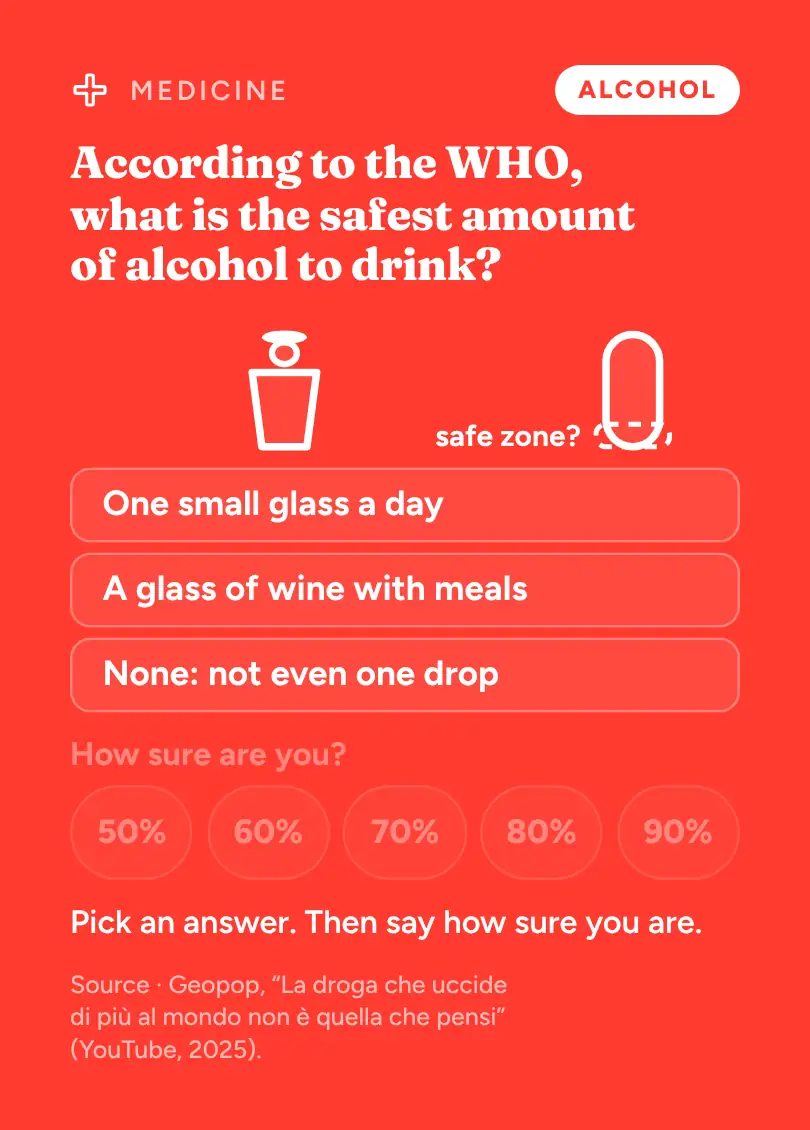 MEDICINE
ALCOHOL
According to the WHO,
what is the safest amount
of alcohol to drink?
safe zone?
One small glass a day
A glass of wine with meals
None: not even one drop
How sure are you?
50% 60% 70% 80% 90%
Pick an answer. Then say how sure you are.
Source · Geopop, “La droga che uccide
di più al mondo non è quella che pensi”
(YouTube, 2025).